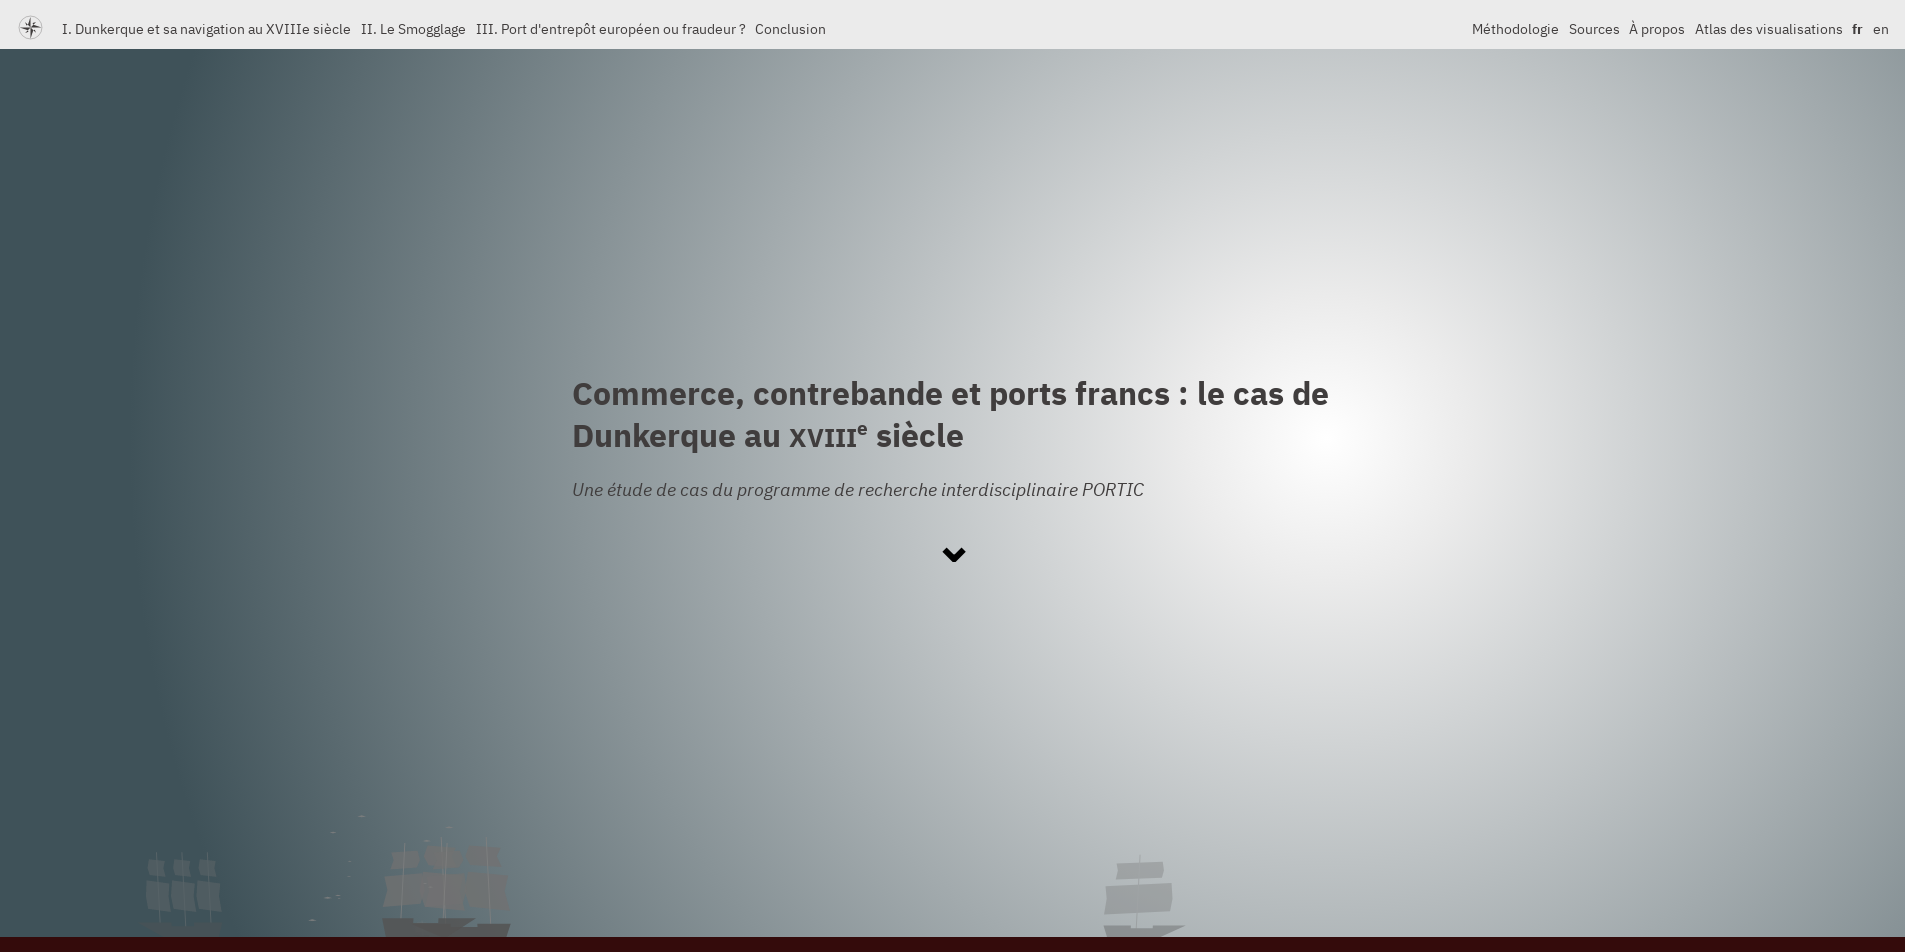 I. Dunkerque et sa navigation au XVIIIe siècle II. Le Smogglage III. Port d'entrepôt européen ou fraudeur ? Conclusion Méthodologie Sources À propos Atlas des visualisations fr en
Commerce, contrebande et ports francs : le cas de
Dunkerque au XVIIIe siècle
Une étude de cas du programme de recherche interdisciplinaire PORTIC